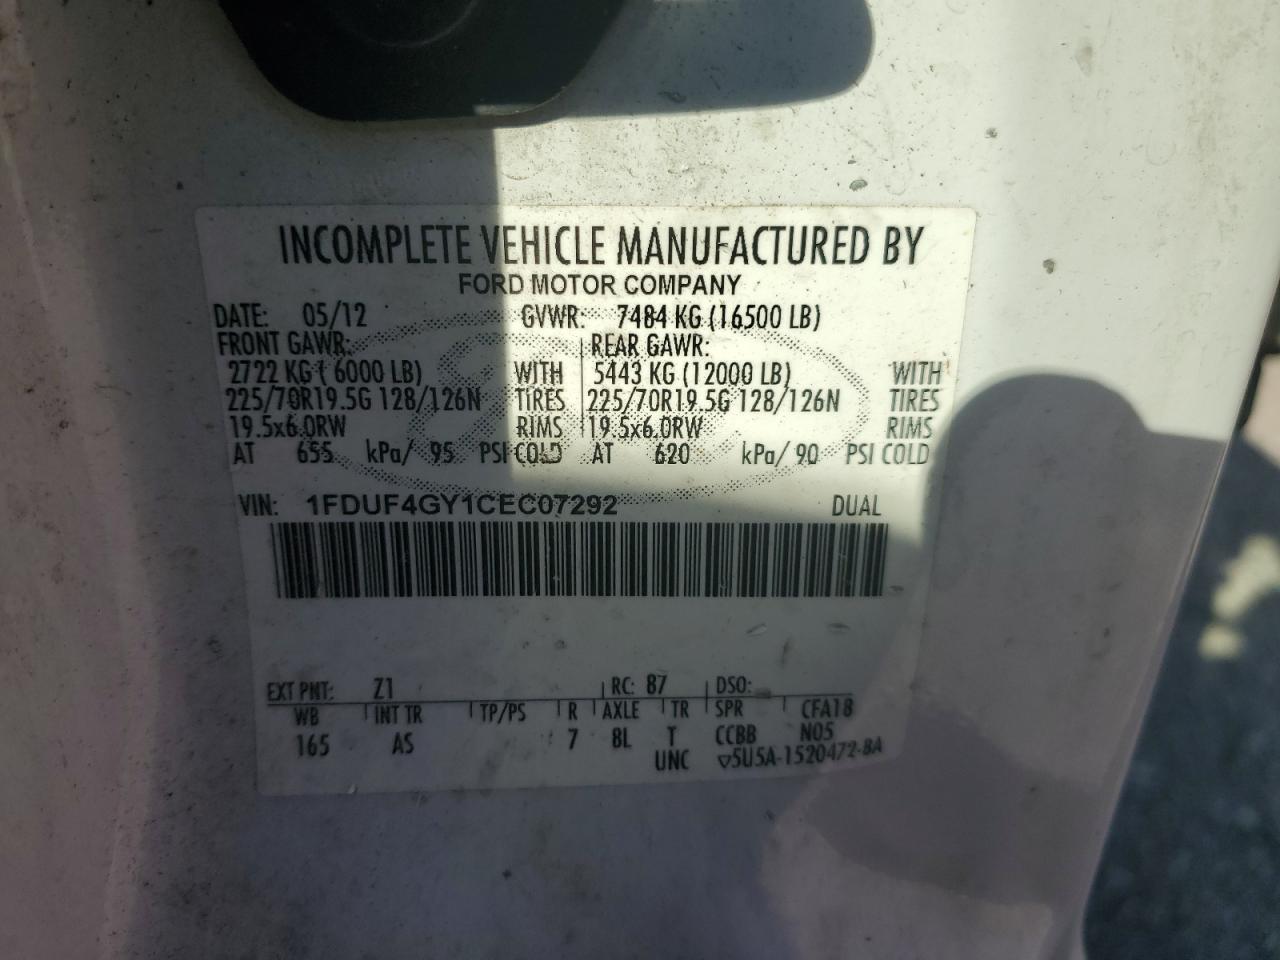 INCOMPLETE VEHICLE MANUFACTURED BY
FORD MOTOR COMPANY
DATE: 05/12 GVWR: 7484 KG (16500 LB)
FRONT GAWR: REAR GAWR:
2722 KG ( 6000 LB) WITH 5443 KG (12000 LB) WITH
225/70R19.5G 128/126N TIRES 225/70R19.5G 128/126N TIRES
19.5x6.0RW RIMS 19.5x6.0RW RIMS
AT 655 kPa/ 95 PSI COLD AT 620 kPa/ 90 PSI COLD
VIN: 1FDUF4GY1CEC07292 DUAL
EXT PNT: Z1 RC: 87 DSO:
WB INT TR TP/PS R AXLE TR SPR CFA18
165 AS 7 8L T CCBB N05
UNC ▽5U5A-1520472-BA